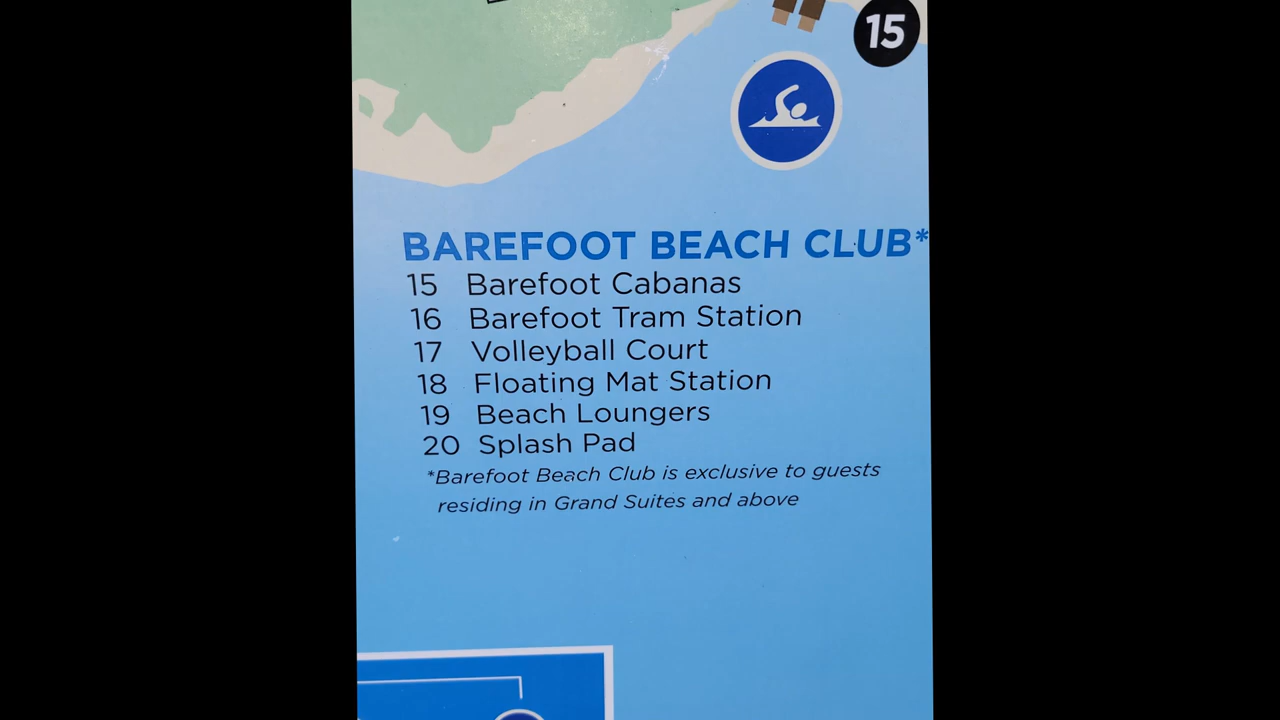 15
BAREFOOT BEACH CLUB*
15 Barefoot Cabanas
16 Barefoot Tram Station
17 Volleyball Court
18 Floating Mat Station
19 Beach Loungers
20 Splash Pad
*Barefoot Beach Club is exclusive to guests
residing in Grand Suites and above